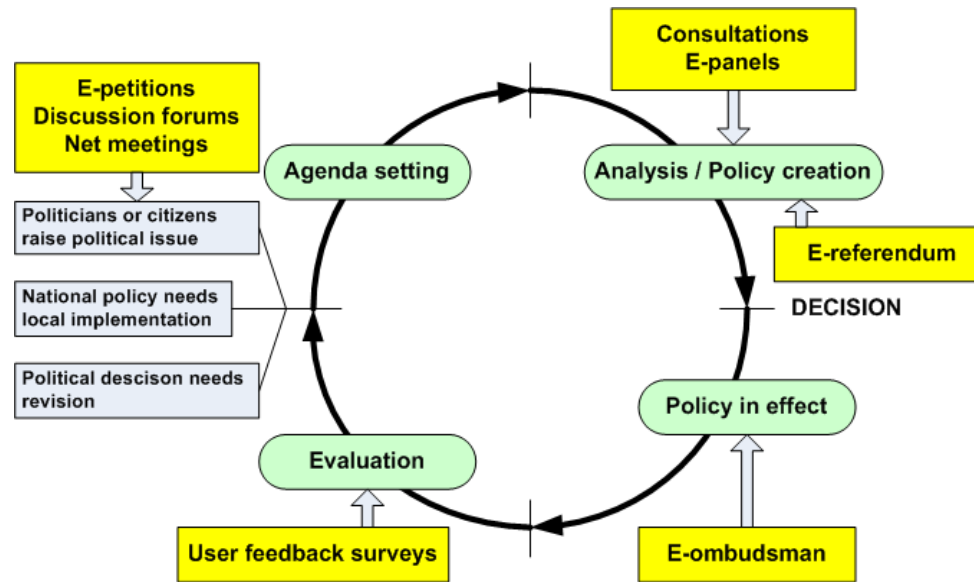 Consultations
E-panels
E-petitions
Discussion forums
Net meetings
Agenda setting
Analysis / Policy creation
Politicians or citizens
raise political issue
E-referendum
National policy needs
local implementation
DECISION
Political descison needs
revision
Policy in effect
Evaluation
User feedback surveys
E-ombudsman